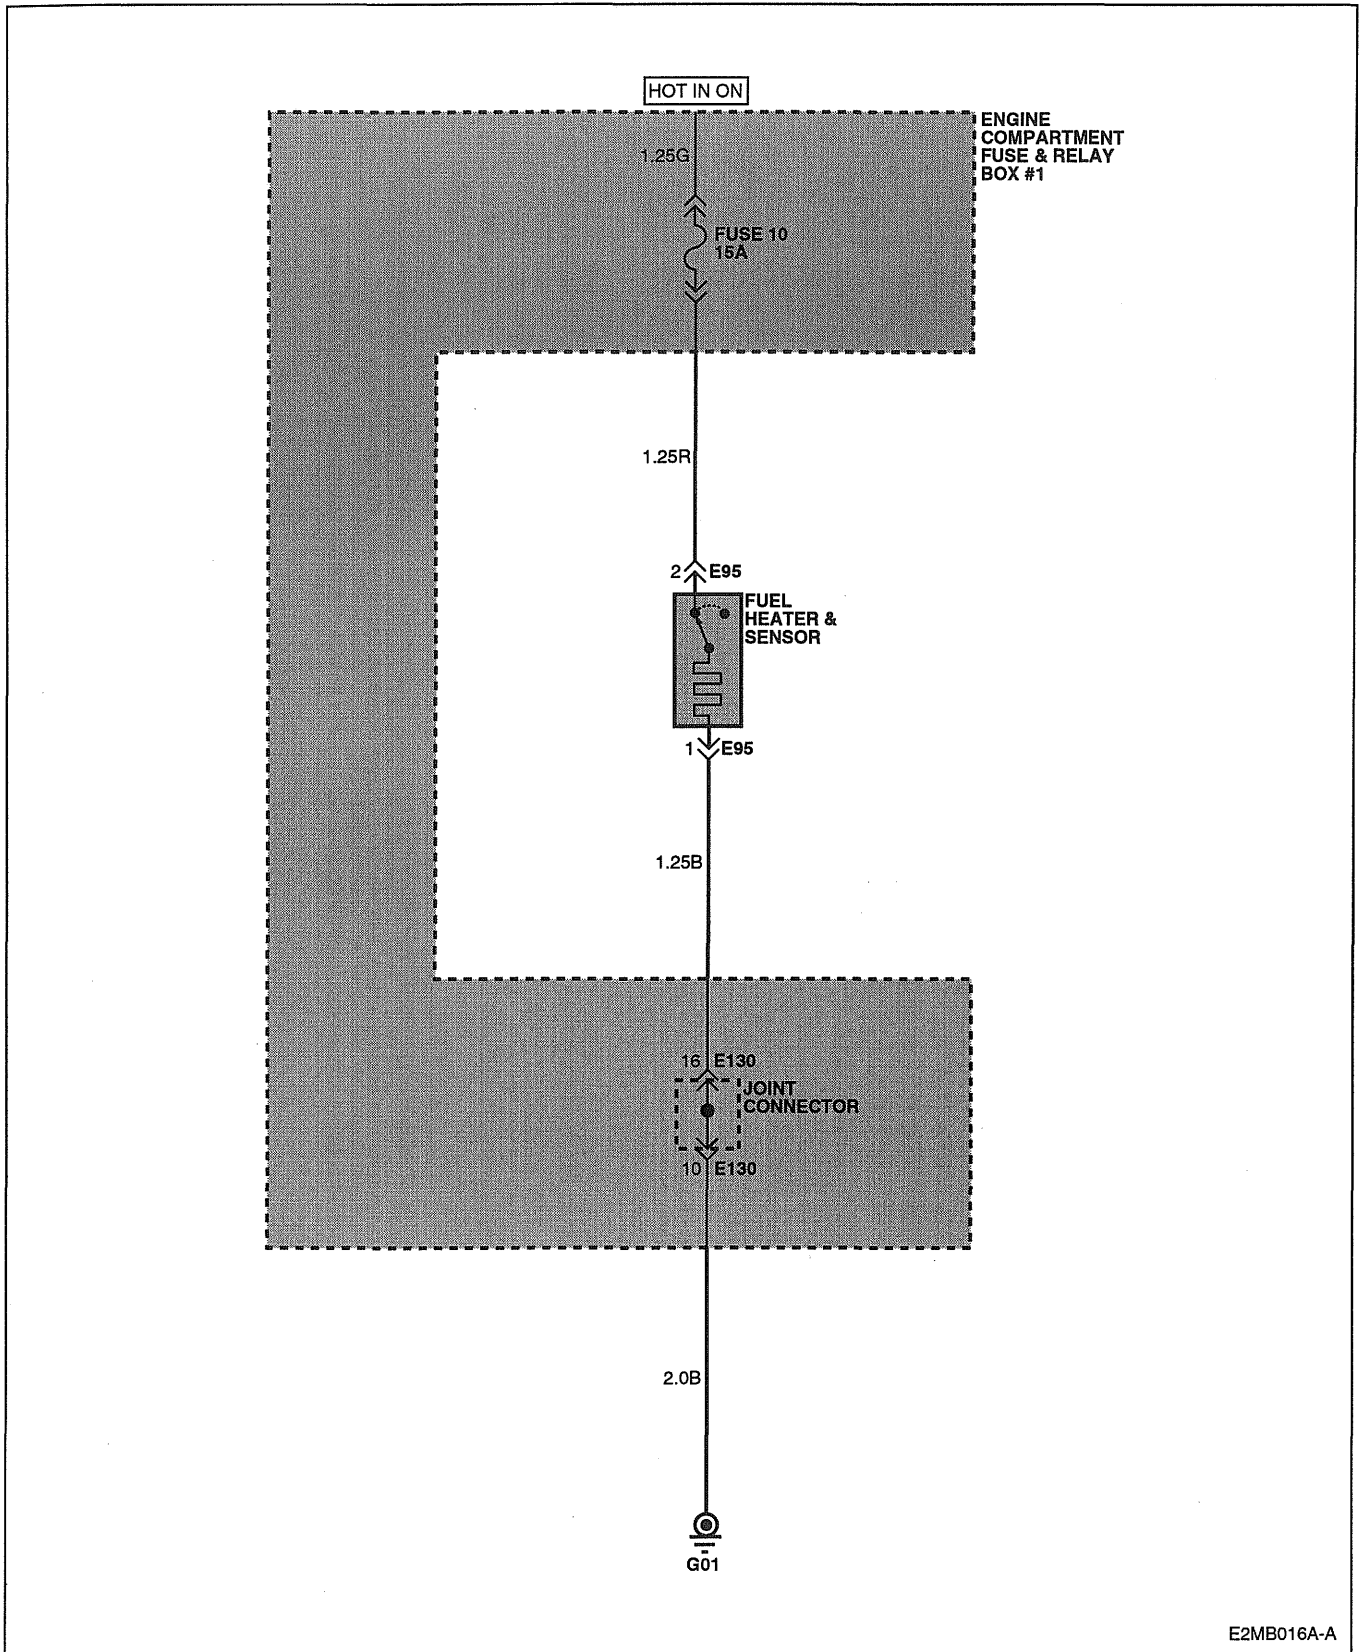 HOT IN ON
ENGINE
COMPARTMENT
FUSE & RELAY
BOX #1
1.25G
FUSE 10
15A
1.25R
2 E95
FUEL
HEATER &
SENSOR
1 E95
1.25B
16 E130
JOINT
CONNECTOR
10 E130
2.0B
G01
E2MB016A-A